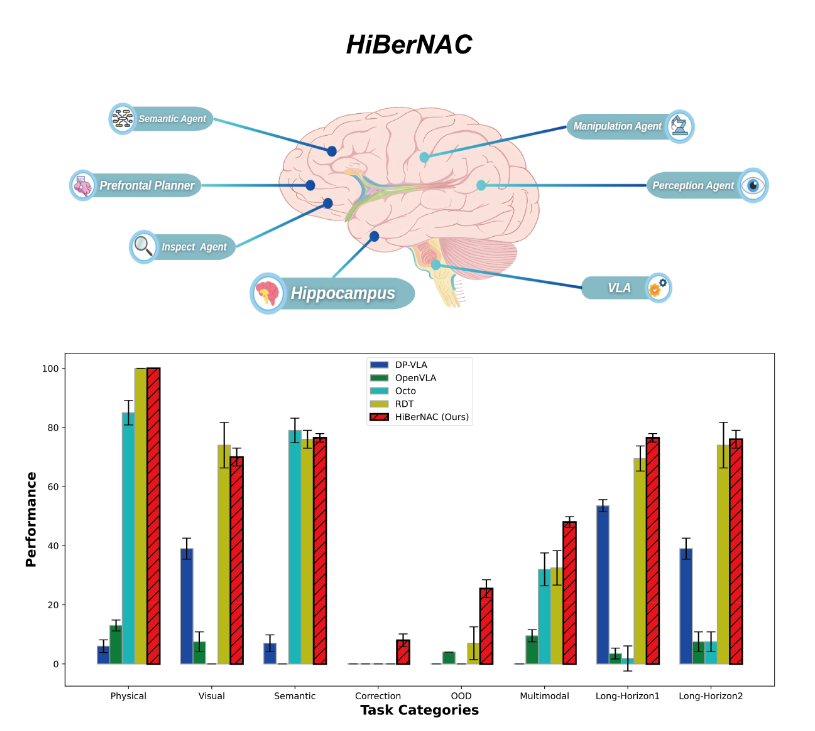 HiBerNAC
Semantic Agent
Manipulation Agent
Prefrontal Planner
Perception Agent
Inspect Agent
Hippocampus
VLA
DP-VLA
OpenVLA
Octo
RDT
HiBerNAC (Ours)
Performance
100
80
60
40
20
0
Physical
Visual
Semantic
Correction
OOD
Multimodal
Long-Horizon1
Long-Horizon2
Task Categories